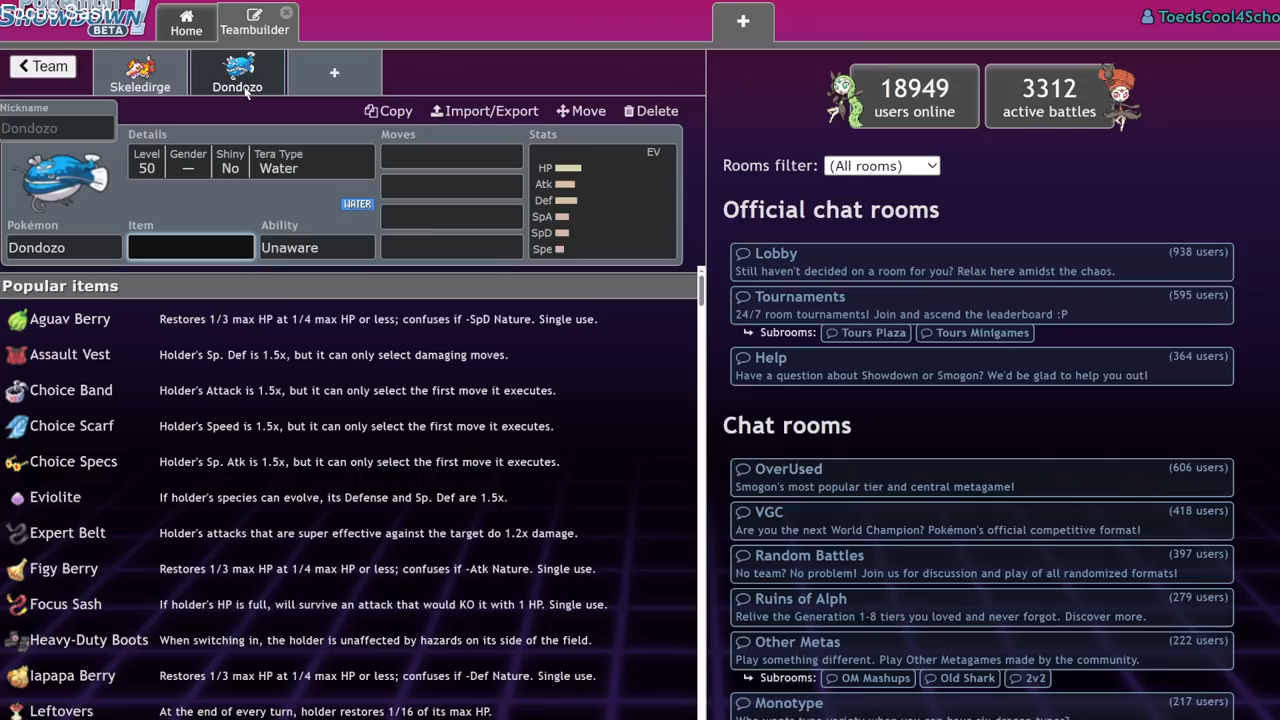 Focus Sash
Pokémon
SHOWDOWN!
BETA
Home
Teambuilder
+
ToedsCool4Scho
Team
Skeledirge
Dondozo
+
Copy
Import/Export
Move
Delete
Nickname
Dondozo
Details
Level
50
Gender
—
Shiny
No
Tera Type
Water
WATER
Pokémon
Dondozo
Item
Ability
Unaware
Moves
Stats
EV
HP
Atk
Def
SpA
SpD
Spe
Popular items
Aguav Berry Restores 1/3 max HP at 1/4 max HP or less; confuses if -SpD Nature. Single use.
Assault Vest Holder's Sp. Def is 1.5x, but it can only select damaging moves.
Choice Band Holder's Attack is 1.5x, but it can only select the first move it executes.
Choice Scarf Holder's Speed is 1.5x, but it can only select the first move it executes.
Choice Specs Holder's Sp. Atk is 1.5x, but it can only select the first move it executes.
Eviolite If holder's species can evolve, its Defense and Sp. Def are 1.5x.
Expert Belt Holder's attacks that are super effective against the target do 1.2x damage.
Figy Berry Restores 1/3 max HP at 1/4 max HP or less; confuses if -Atk Nature. Single use.
Focus Sash If holder's HP is full, will survive an attack that would KO it with 1 HP. Single use.
Heavy-Duty Boots When switching in, the holder is unaffected by hazards on its side of the field.
Iapapa Berry Restores 1/3 max HP at 1/4 max HP or less; confuses if -Def Nature. Single use.
Leftovers At the end of every turn, holder restores 1/16 of its max HP.
18949
users online
3312
active battles
Rooms filter: (All rooms)
Official chat rooms
Lobby (938 users)
Still haven't decided on a room for you? Relax here amidst the chaos.
Tournaments (595 users)
24/7 room tournaments! Join and ascend the leaderboard :P
Subrooms: Tours Plaza Tours Minigames
Help (364 users)
Have a question about Showdown or Smogon? We'd be glad to help you out!
Chat rooms
OverUsed (606 users)
Smogon's most popular tier and central metagame!
VGC (418 users)
Are you the next World Champion? Pokémon's official competitive format!
Random Battles (397 users)
No team? No problem! Join us for discussion and play of all randomized formats!
Ruins of Alph (279 users)
Relive the Generation 1-8 tiers you loved and never forgot. Discover more.
Other Metas (222 users)
Play something different. Play Other Metagames made by the community.
Subrooms: OM Mashups Old Shark 2v2
Monotype (217 users)